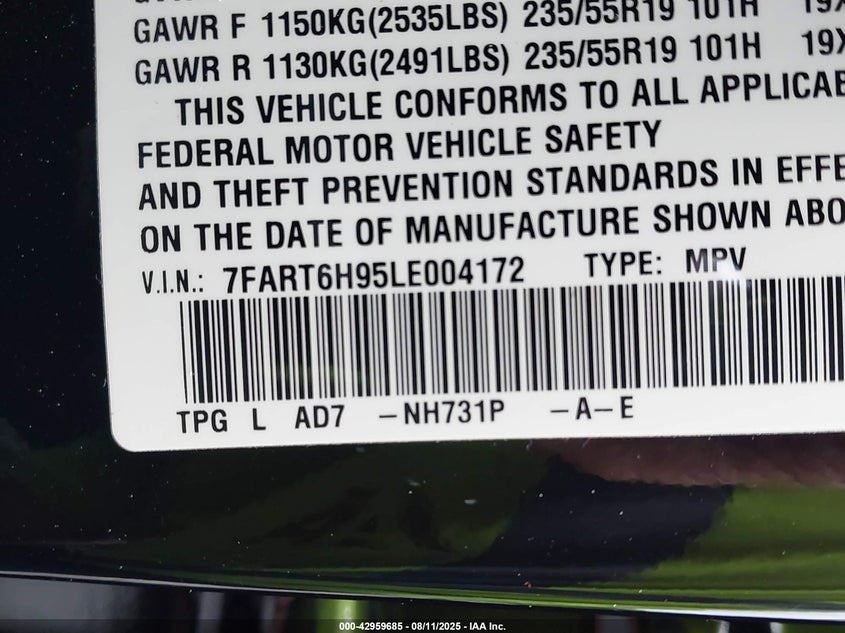 GAWR F 1150KG(2535LBS) 235/55R19 101H
GAWR R 1130KG(2491LBS) 235/55R19 101H 19X
THIS VEHICLE CONFORMS TO ALL APPLICAB
FEDERAL MOTOR VEHICLE SAFETY
AND THEFT PREVENTION STANDARDS IN EFFE
ON THE DATE OF MANUFACTURE SHOWN ABO
V.I.N.: 7FART6H95LE004172 TYPE: MPV
TPG L AD7 -NH731P -A-E
000-42959685 - 08/11/2025 - IAA Inc.